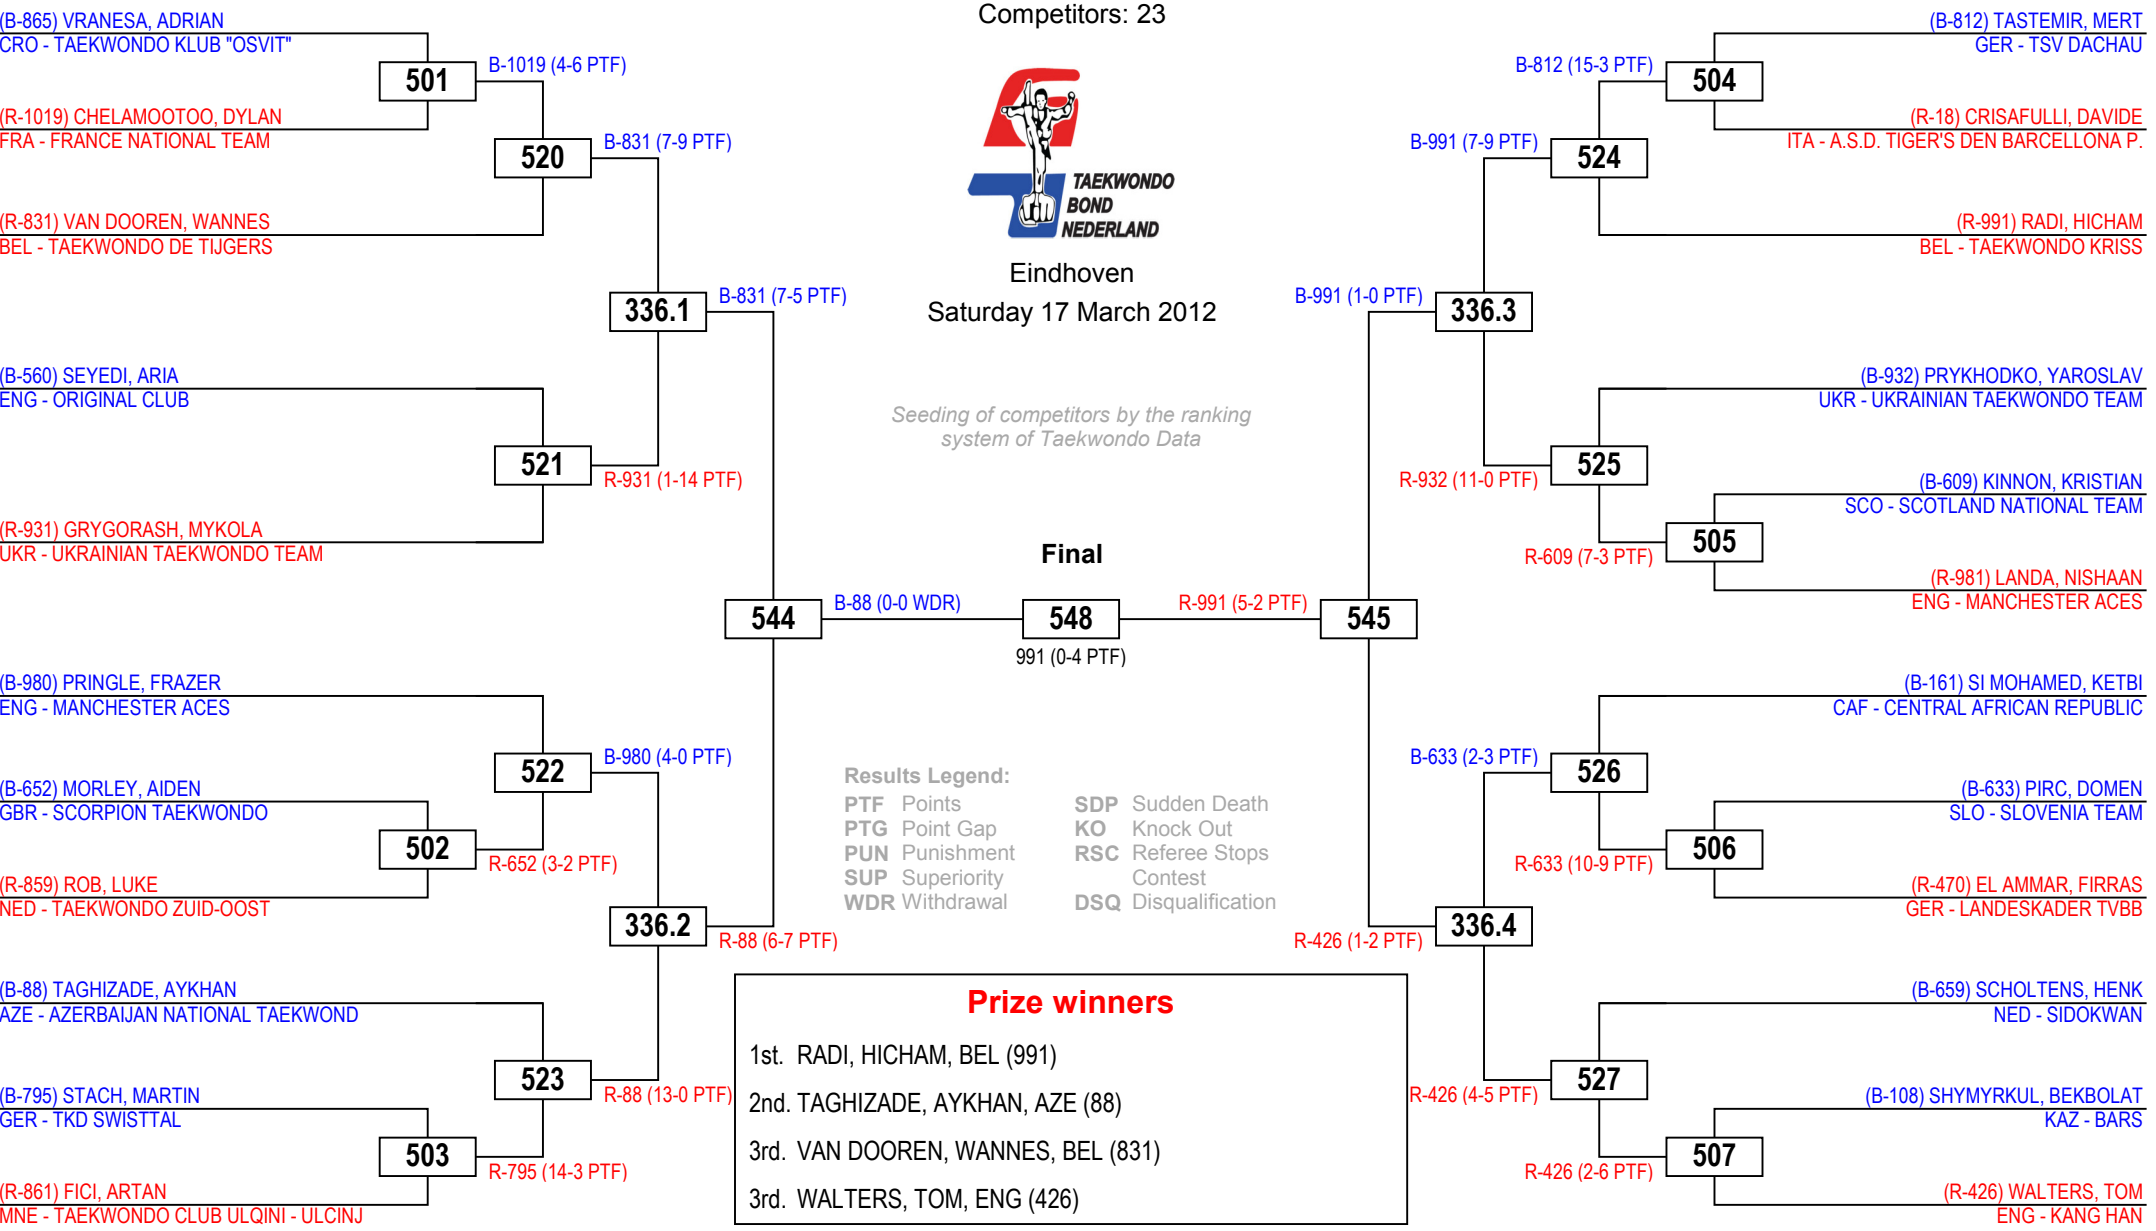 Competitors: 23
TAEKWONDO
BOND
NEDERLAND
Eindhoven
Saturday 17 March 2012
Seeding of competitors by the ranking
system of Taekwondo Data
(B-865) VRANESA, ADRIAN
CRO - TAEKWONDO KLUB "OSVIT"
501
B-1019 (4-6 PTF)
(R-1019) CHELAMOOTOO, DYLAN
FRA - FRANCE NATIONAL TEAM
520
B-831 (7-9 PTF)
(R-831) VAN DOOREN, WANNES
BEL - TAEKWONDO DE TIJGERS
336.1
B-831 (7-5 PTF)
(B-560) SEYEDI, ARIA
ENG - ORIGINAL CLUB
521
R-931 (1-14 PTF)
(R-931) GRYGORASH, MYKOLA
UKR - UKRAINIAN TAEKWONDO TEAM
544
B-88 (0-0 WDR)
(B-980) PRINGLE, FRAZER
ENG - MANCHESTER ACES
522
B-980 (4-0 PTF)
(B-652) MORLEY, AIDEN
GBR - SCORPION TAEKWONDO
502
R-652 (3-2 PTF)
(R-859) ROB, LUKE
NED - TAEKWONDO ZUID-OOST
336.2
R-88 (6-7 PTF)
(B-88) TAGHIZADE, AYKHAN
AZE - AZERBAIJAN NATIONAL TAEKWOND
523
R-88 (13-0 PTF)
(B-795) STACH, MARTIN
GER - TKD SWISTTAL
503
R-795 (14-3 PTF)
(R-861) FICI, ARTAN
MNE - TAEKWONDO CLUB ULQINI - ULCINJ
Final
548
991 (0-4 PTF)
(B-812) TASTEMIR, MERT
GER - TSV DACHAU
B-812 (15-3 PTF)
504
(R-18) CRISAFULLI, DAVIDE
ITA - A.S.D. TIGER'S DEN BARCELLONA P.
B-991 (7-9 PTF)
524
(R-991) RADI, HICHAM
BEL - TAEKWONDO KRISS
B-991 (1-0 PTF)
336.3
(B-932) PRYKHODKO, YAROSLAV
UKR - UKRAINIAN TAEKWONDO TEAM
R-932 (11-0 PTF)
525
(B-609) KINNON, KRISTIAN
SCO - SCOTLAND NATIONAL TEAM
R-609 (7-3 PTF)
505
(R-981) LANDA, NISHAAN
ENG - MANCHESTER ACES
R-991 (5-2 PTF)
545
(B-161) SI MOHAMED, KETBI
CAF - CENTRAL AFRICAN REPUBLIC
B-633 (2-3 PTF)
526
(B-633) PIRC, DOMEN
SLO - SLOVENIA TEAM
R-633 (10-9 PTF)
506
(R-470) EL AMMAR, FIRRAS
GER - LANDESKADER TVBB
R-426 (1-2 PTF)
336.4
(B-659) SCHOLTENS, HENK
NED - SIDOKWAN
R-426 (4-5 PTF)
527
(B-108) SHYMYRKUL, BEKBOLAT
KAZ - BARS
R-426 (2-6 PTF)
507
(R-426) WALTERS, TOM
ENG - KANG HAN
Results Legend:
PTF Points SDP Sudden Death
PTG Point Gap KO Knock Out
PUN Punishment RSC Referee Stops
SUP Superiority Contest
WDR Withdrawal DSQ Disqualification
Prize winners
1st. RADI, HICHAM, BEL (991)
2nd. TAGHIZADE, AYKHAN, AZE (88)
3rd. VAN DOOREN, WANNES, BEL (831)
3rd. WALTERS, TOM, ENG (426)